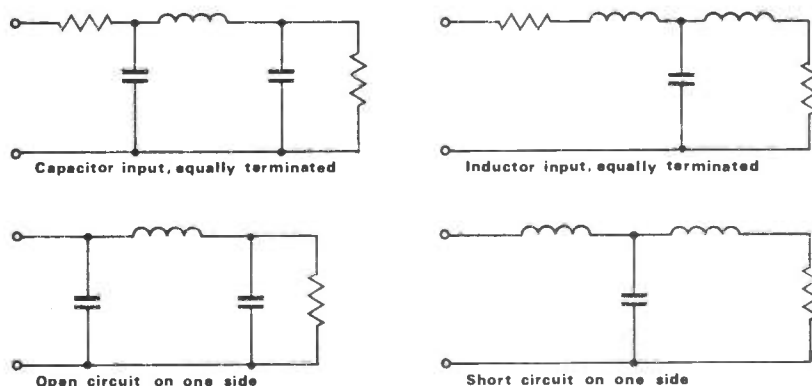 Capacitor input, equally terminated
Inductor input, equally terminated
Open circuit on one side
Short circuit on one side